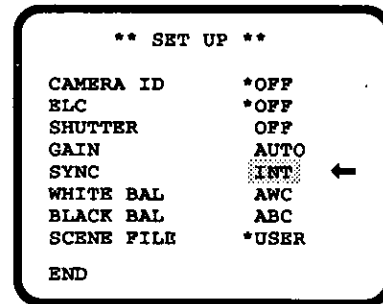 ** SET UP **
CAMERA ID *OFF
ELC *OFF
SHUTTER OFF
GAIN AUTO
SYNC INT ←
WHITE BAL AWC
BLACK BAL ABC
SCENE FILE *USER
END